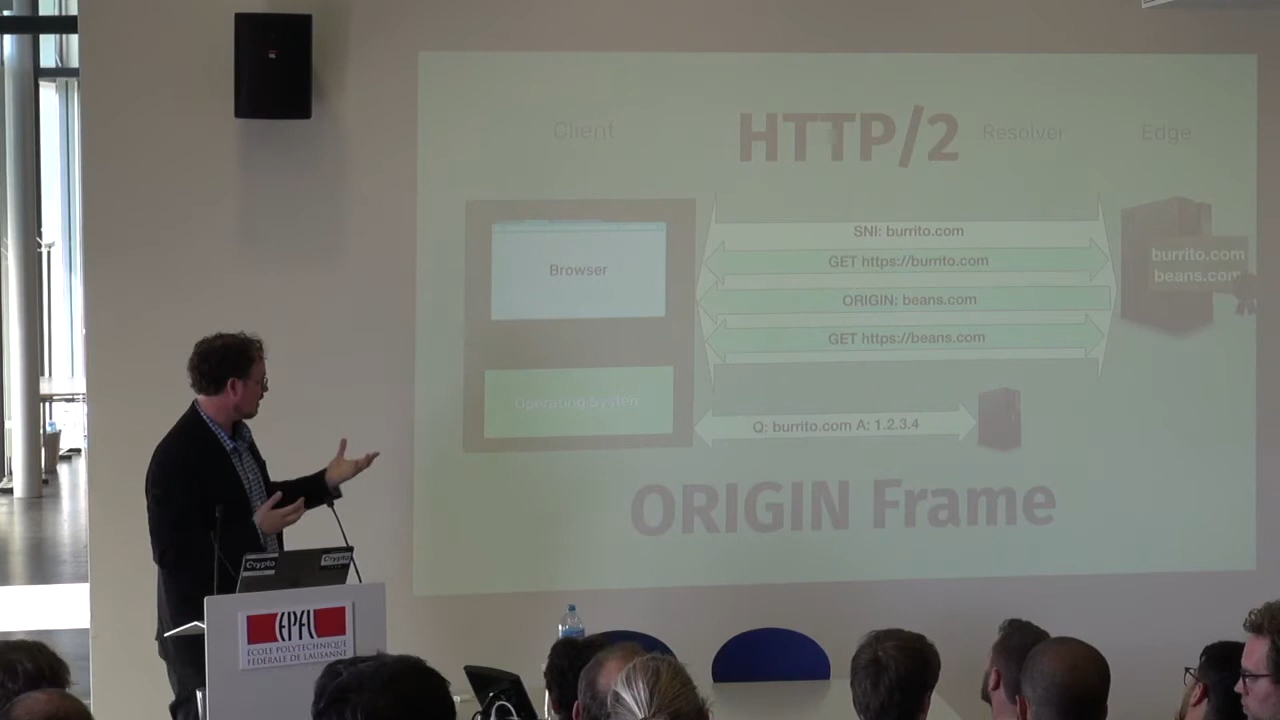 HTTP/2
Client
Resolver
Edge
Browser
Operating System
SNI: burrito.com
GET https://burrito.com
ORIGIN: beans.com
GET https://beans.com
burrito.com
beans.com
Q: burrito.com A: 1.2.3.4
ORIGIN Frame
Crypto
Crypto
EPFL
ÉCOLE POLYTECHNIQUE
FÉDÉRALE DE LAUSANNE